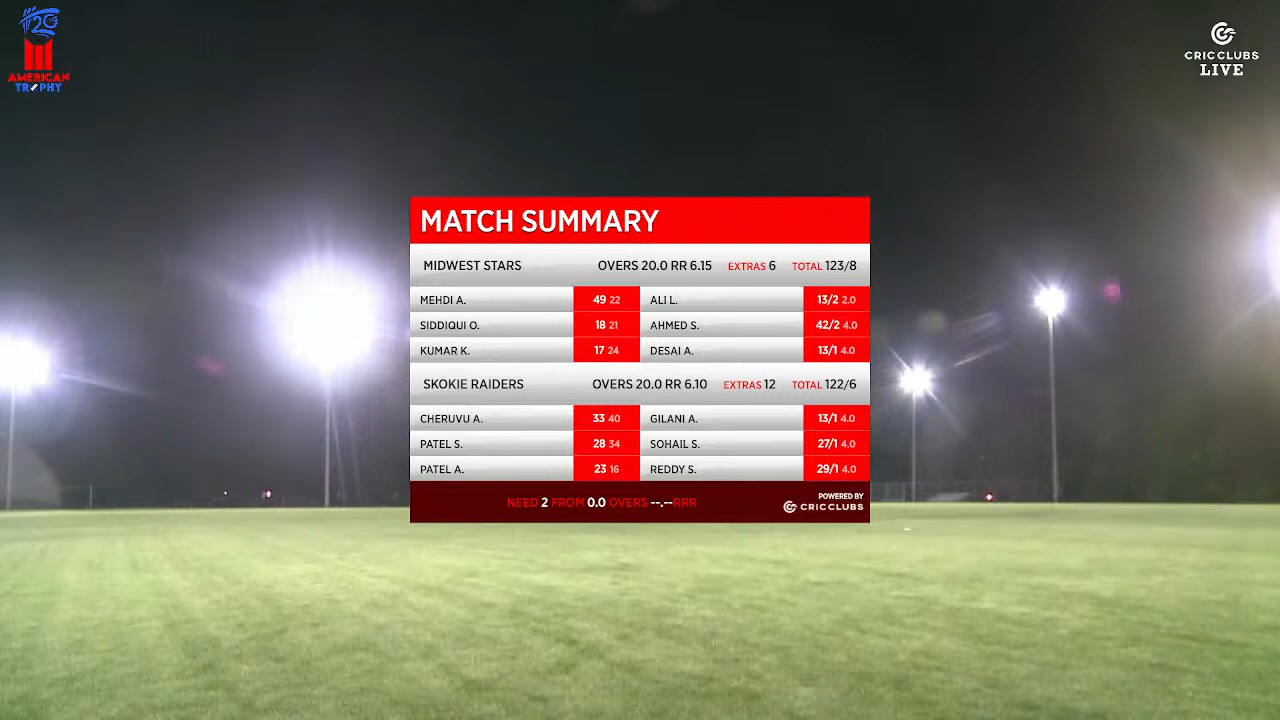 T20
AMERICAN
TROPHY
CRICCLUBS
LIVE
MATCH SUMMARY
MIDWEST STARS OVERS 20.0 RR 6.15 EXTRAS 6 TOTAL 123/8
MEHDI A. 49 22 ALI L. 13/2 2.0
SIDDIQUI O. 18 21 AHMED S. 42/2 4.0
KUMAR K. 17 24 DESAI A. 13/1 4.0
SKOKIE RAIDERS OVERS 20.0 RR 6.10 EXTRAS 12 TOTAL 122/6
CHERUVU A. 33 40 GILANI A. 13/1 4.0
PATEL S. 28 34 SOHAIL S. 27/1 4.0
PATEL A. 23 16 REDDY S. 29/1 4.0
NEED 2 FROM 0.0 OVERS --.--RRR
POWERED BY
CRICCLUBS